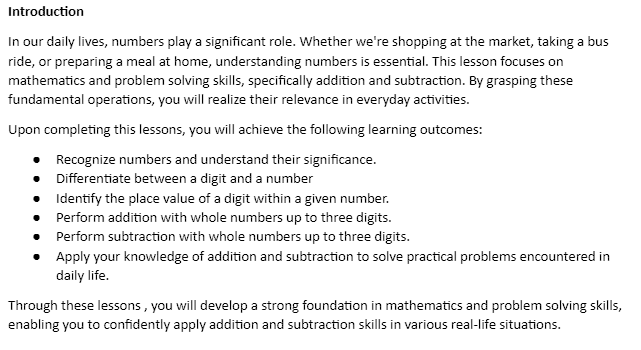 Introduction
In our daily lives, numbers play a significant role. Whether we're shopping at the market, taking a bus
ride, or preparing a meal at home, understanding numbers is essential. This lesson focuses on
mathematics and problem solving skills, specifically addition and subtraction. By grasping these
fundamental operations, you will realize their relevance in everyday activities.
Upon completing this lessons, you will achieve the following learning outcomes:
● Recognize numbers and understand their significance.
● Differentiate between a digit and a number
● Identify the place value of a digit within a given number.
● Perform addition with whole numbers up to three digits.
● Perform subtraction with whole numbers up to three digits.
● Apply your knowledge of addition and subtraction to solve practical problems encountered in
daily life.
Through these lessons , you will develop a strong foundation in mathematics and problem solving skills,
enabling you to confidently apply addition and subtraction skills in various real-life situations.